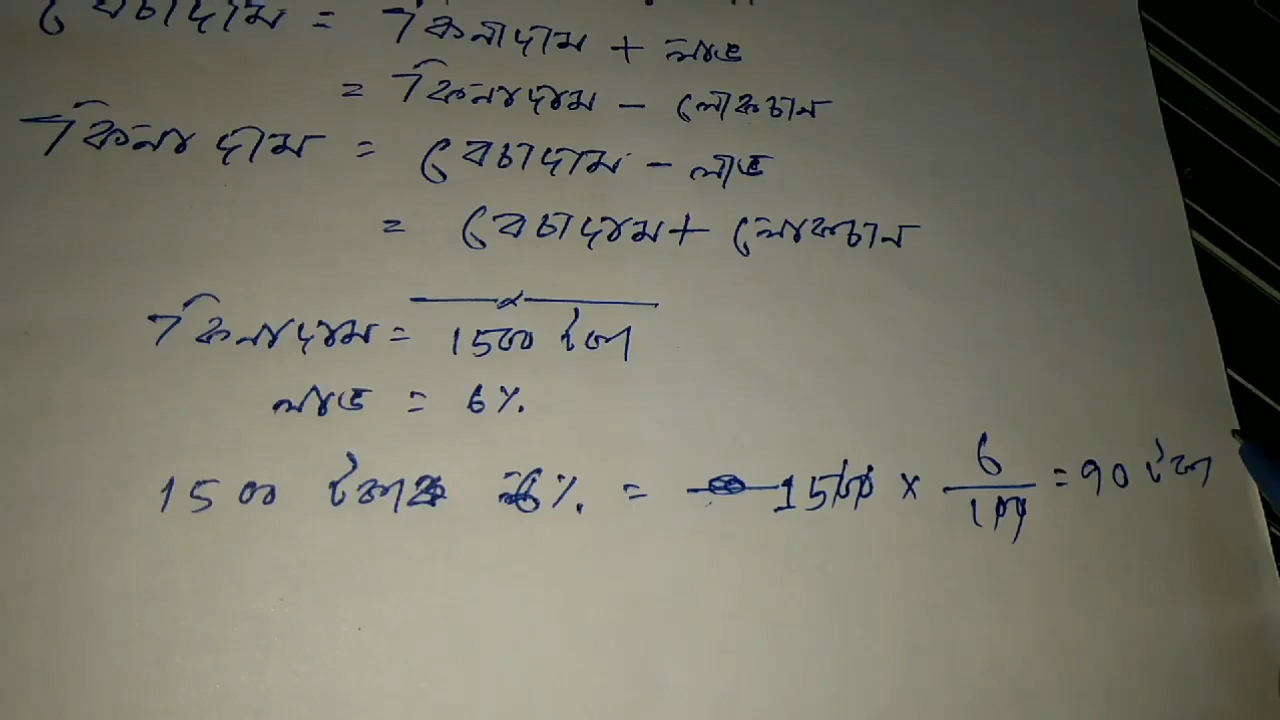 বেচাদাম = কিনাদাম + লাভ
= কিনাদাম - লোকচান
কিনা দাম = বেচাদাম - লাভ
= বেচাদাম + লোকচান
কিনাদাম = 1500 টকা
লাভ = 6%
1500 টকাৰ 6% = 1500 × 6/100 = 90 টকা